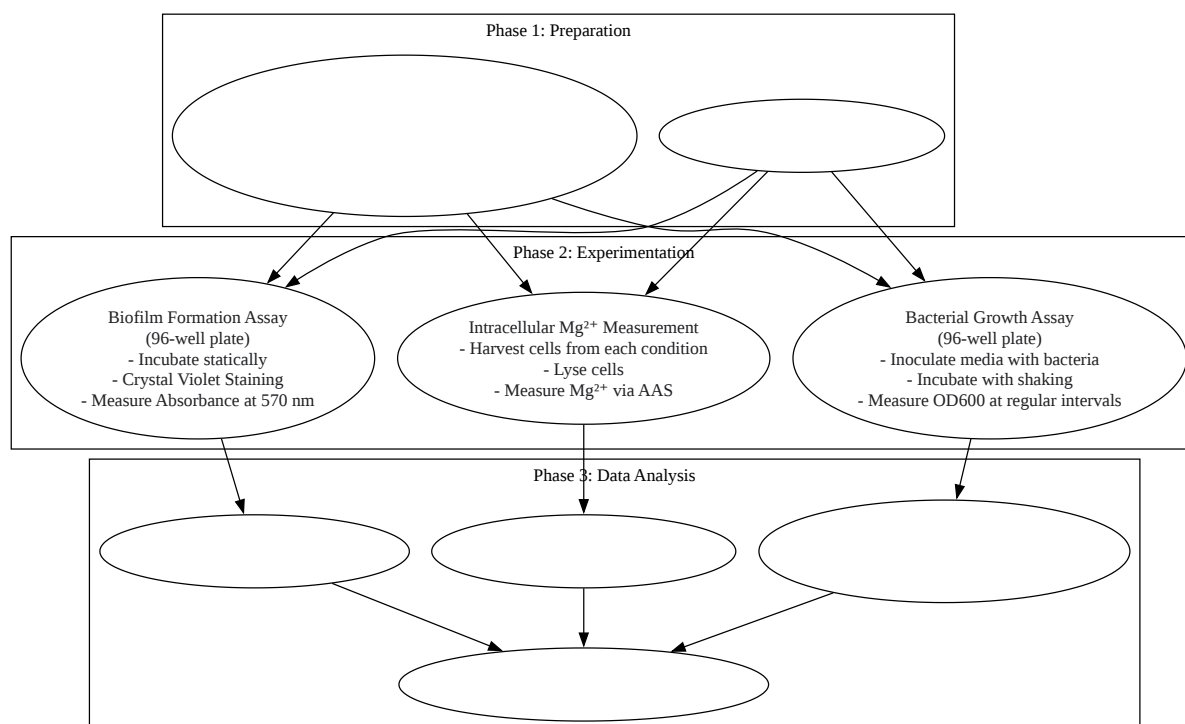 Phase 1: Preparation
Phase 2: Experimentation
Biofilm Formation Assay
(96-well plate)
- Incubate statically
- Crystal Violet Staining
- Measure Absorbance at 570 nm
Intracellular Mg²⁺ Measurement
- Harvest cells from each condition
- Lyse cells
- Measure Mg²⁺ via AAS
Bacterial Growth Assay
(96-well plate)
- Inoculate media with bacteria
- Incubate with shaking
- Measure OD600 at regular intervals
Phase 3: Data Analysis